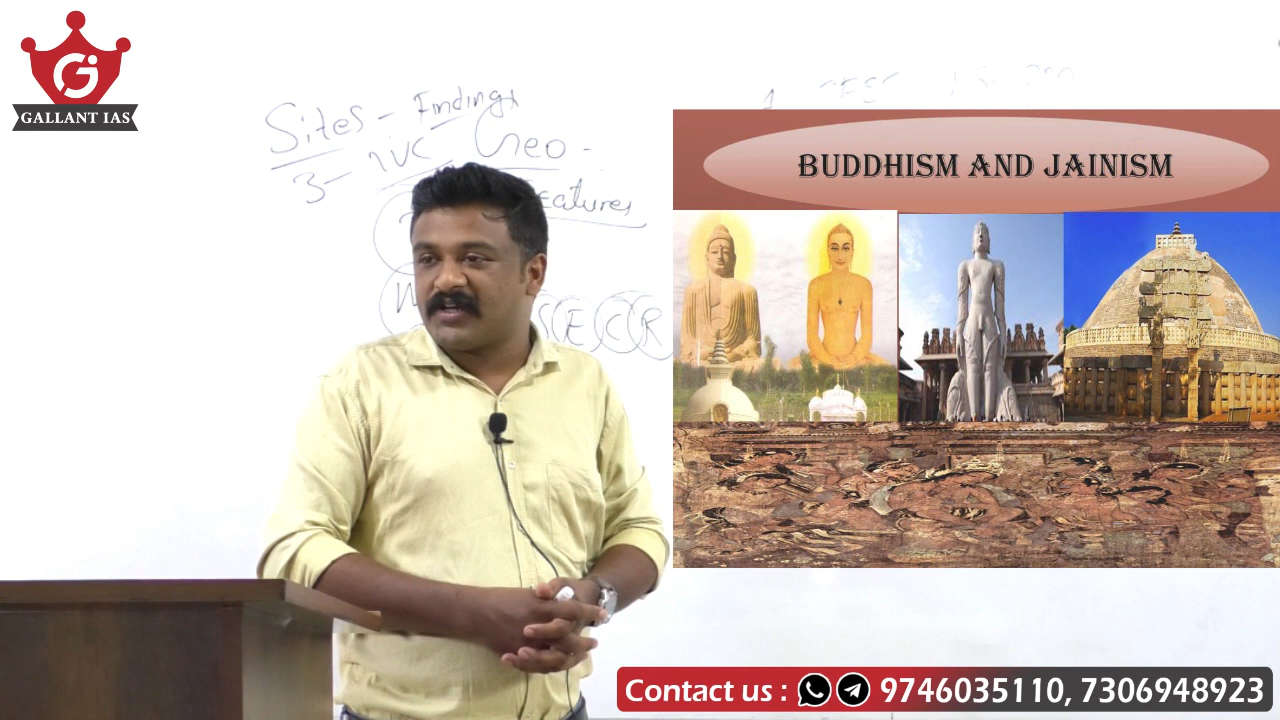 GALLANT IAS
Sites - Findings
3- IVC Geo -
Features
E C R
BUDDHISM AND JAINISM
Contact us : 9746035110, 7306948923